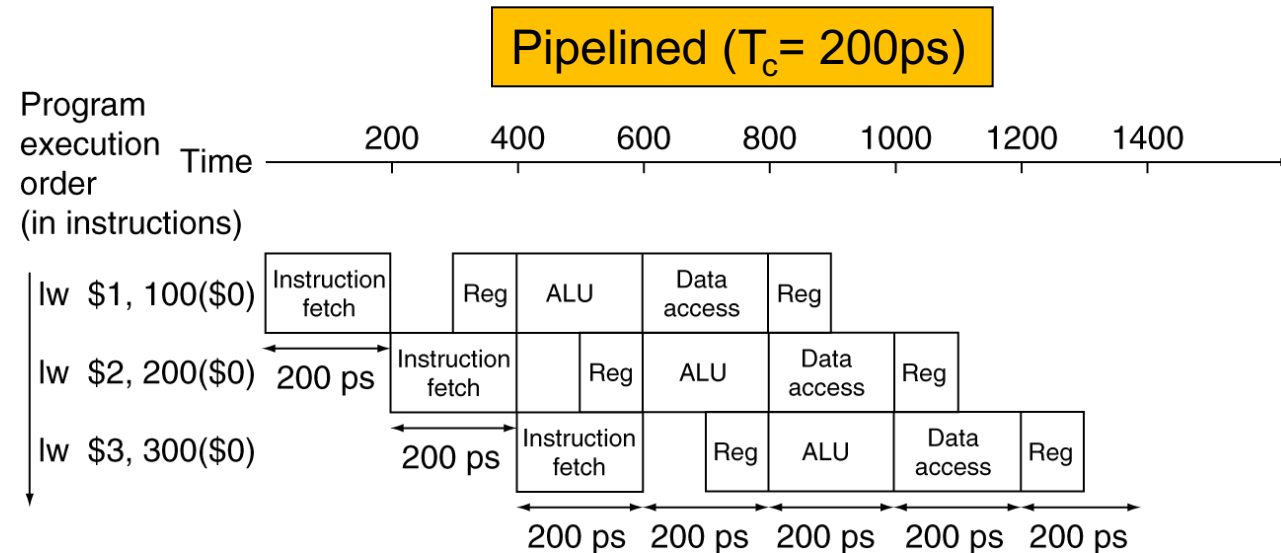 Pipelined (Tc= 200ps)
Program
execution
order
(in instructions)
Time
200 400 600 800 1000 1200 1400
lw $1, 100($0)
Instruction
fetch
Reg
ALU
Data
access
Reg
200 ps
lw $2, 200($0)
Instruction
fetch
Reg
ALU
Data
access
Reg
200 ps
lw $3, 300($0)
Instruction
fetch
Reg
ALU
Data
access
Reg
200 ps 200 ps 200 ps 200 ps 200 ps